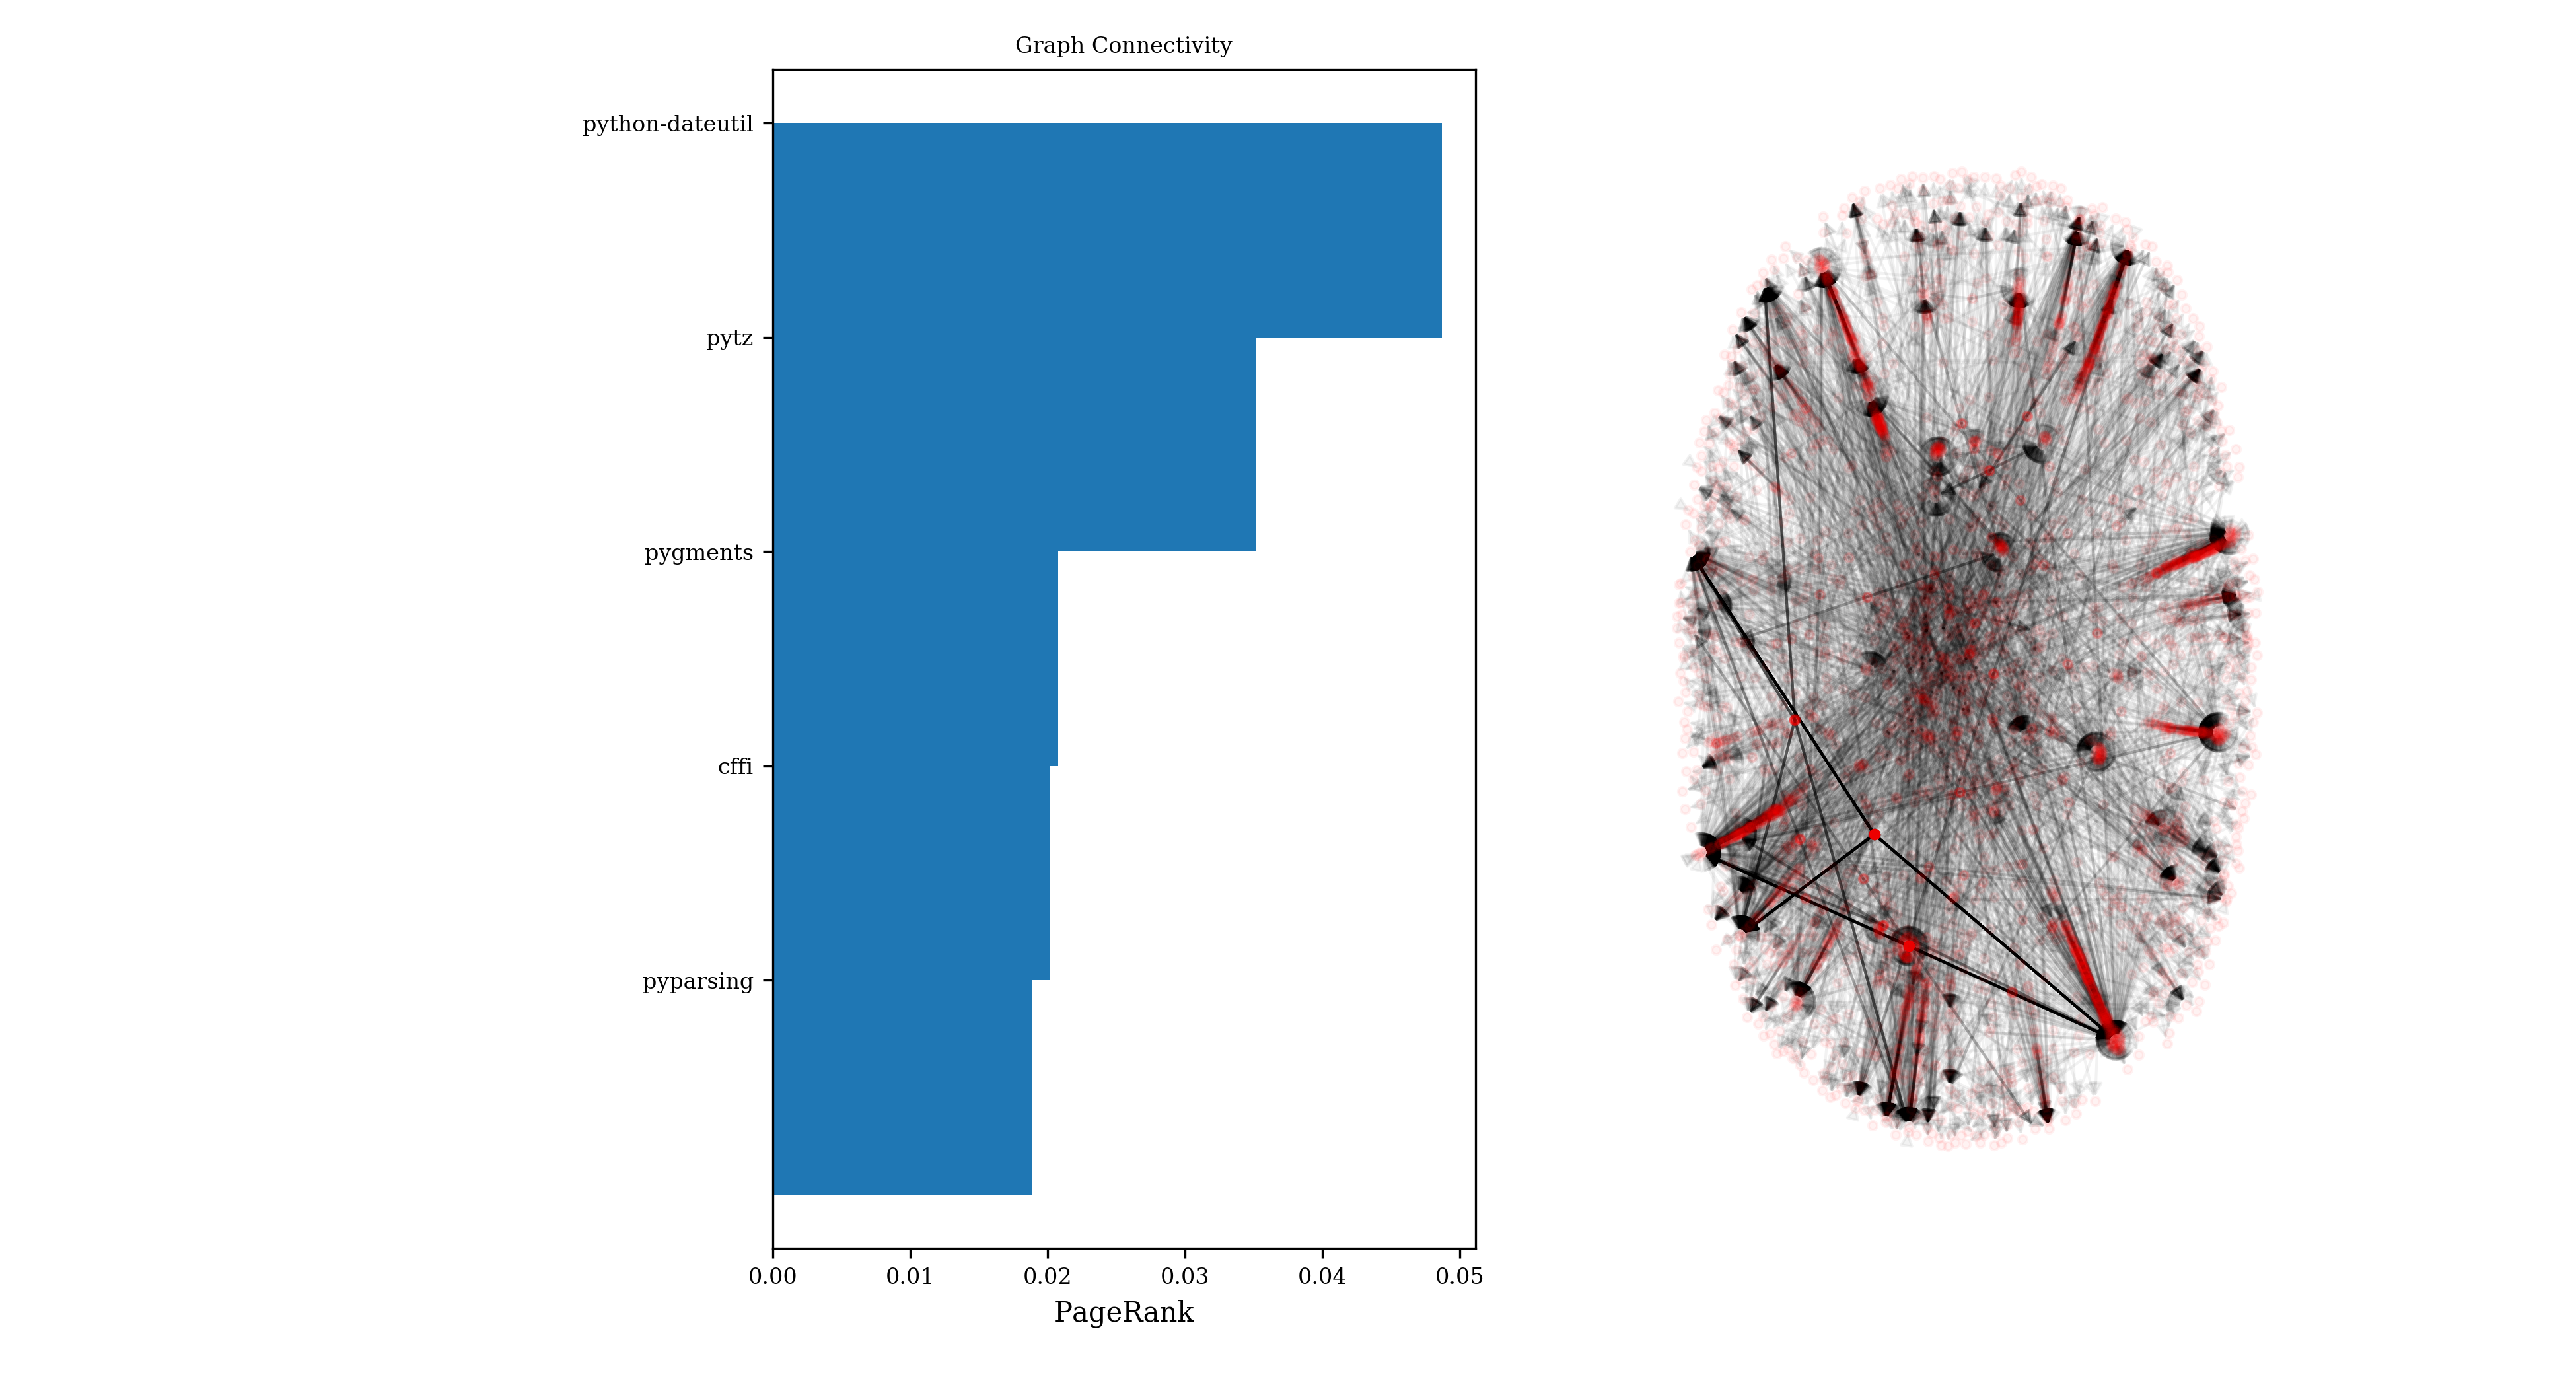 Graph Connectivity
python-dateutil
pytz
pygments
cffi
pyparsing
0.00 0.01 0.02 0.03 0.04 0.05
PageRank